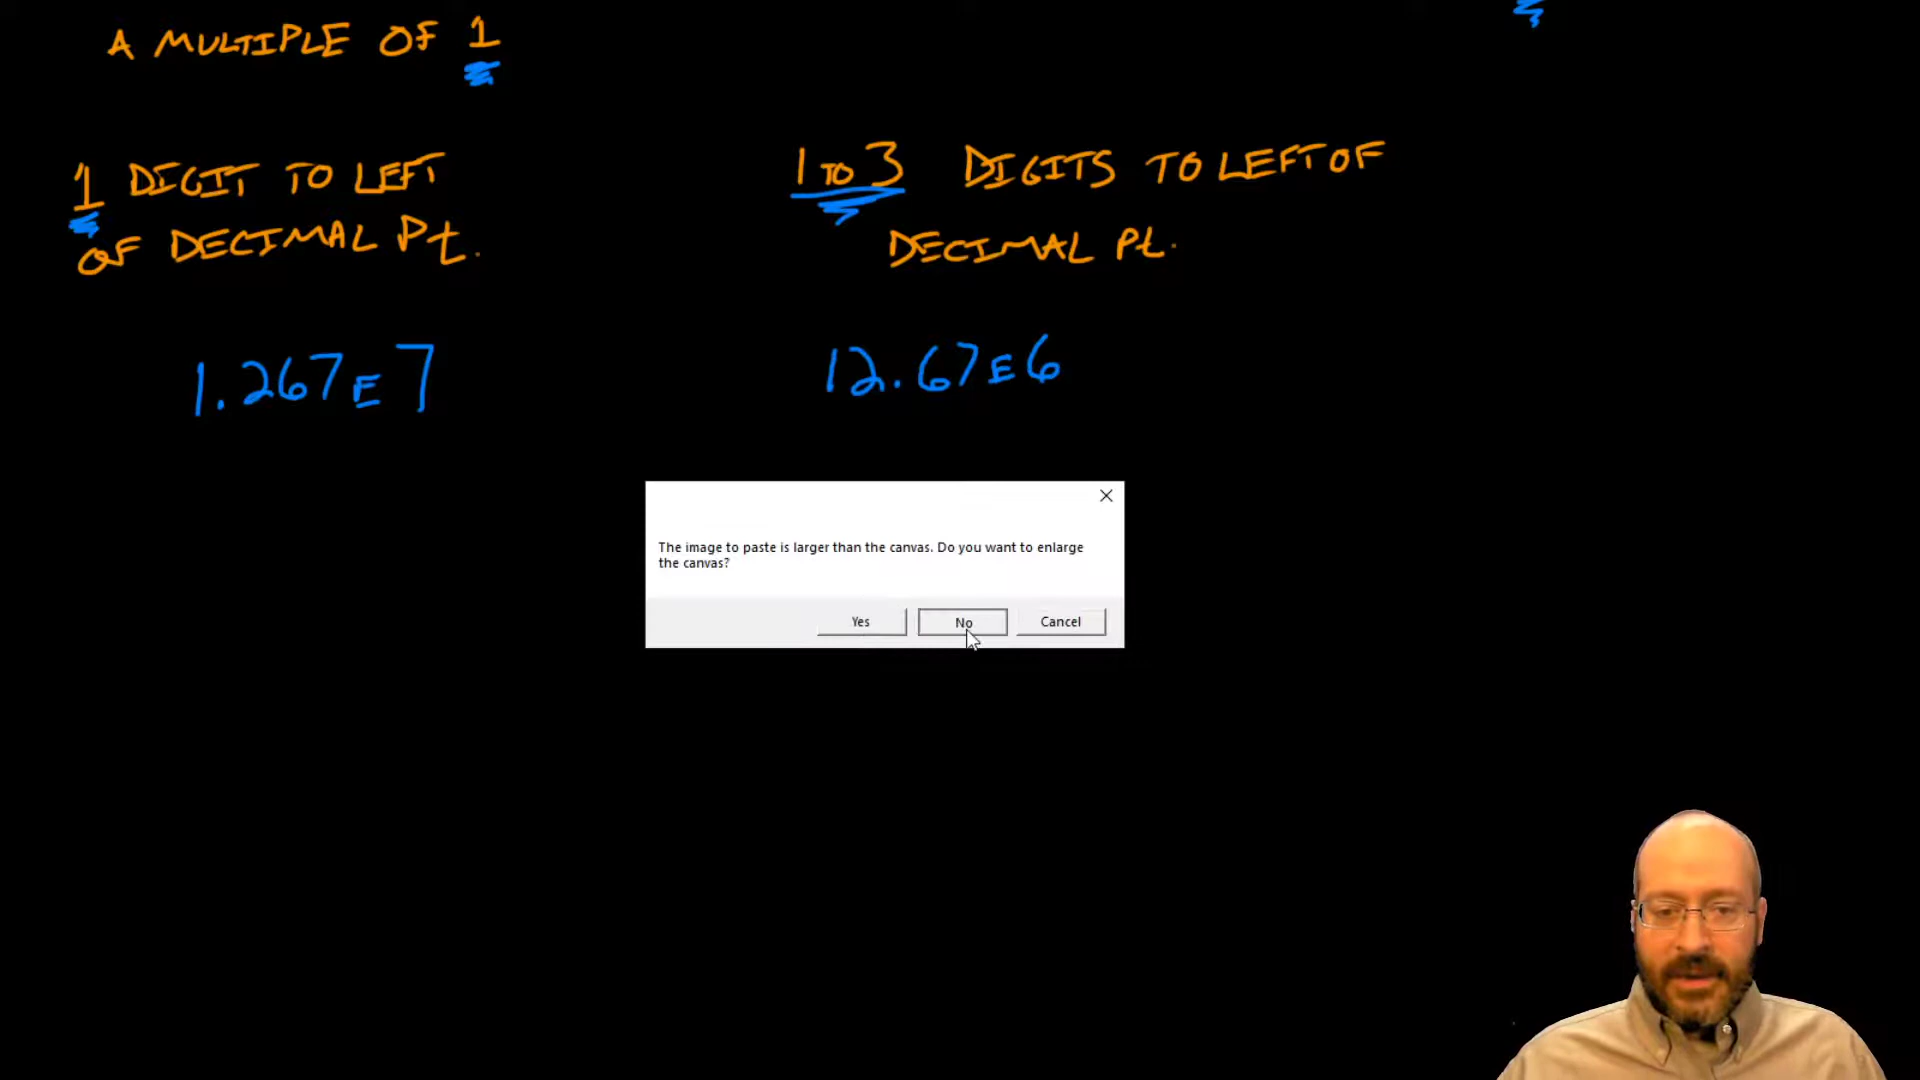 A MULTIPLE OF 1
1 DIGIT TO LEFT
OF DECIMAL Pt.
1.267E7
1 TO 3 DIGITS TO LEFT OF
DECIMAL Pt.
12.67E6
The image to paste is larger than the canvas. Do you want to enlarge
the canvas?
Yes No Cancel